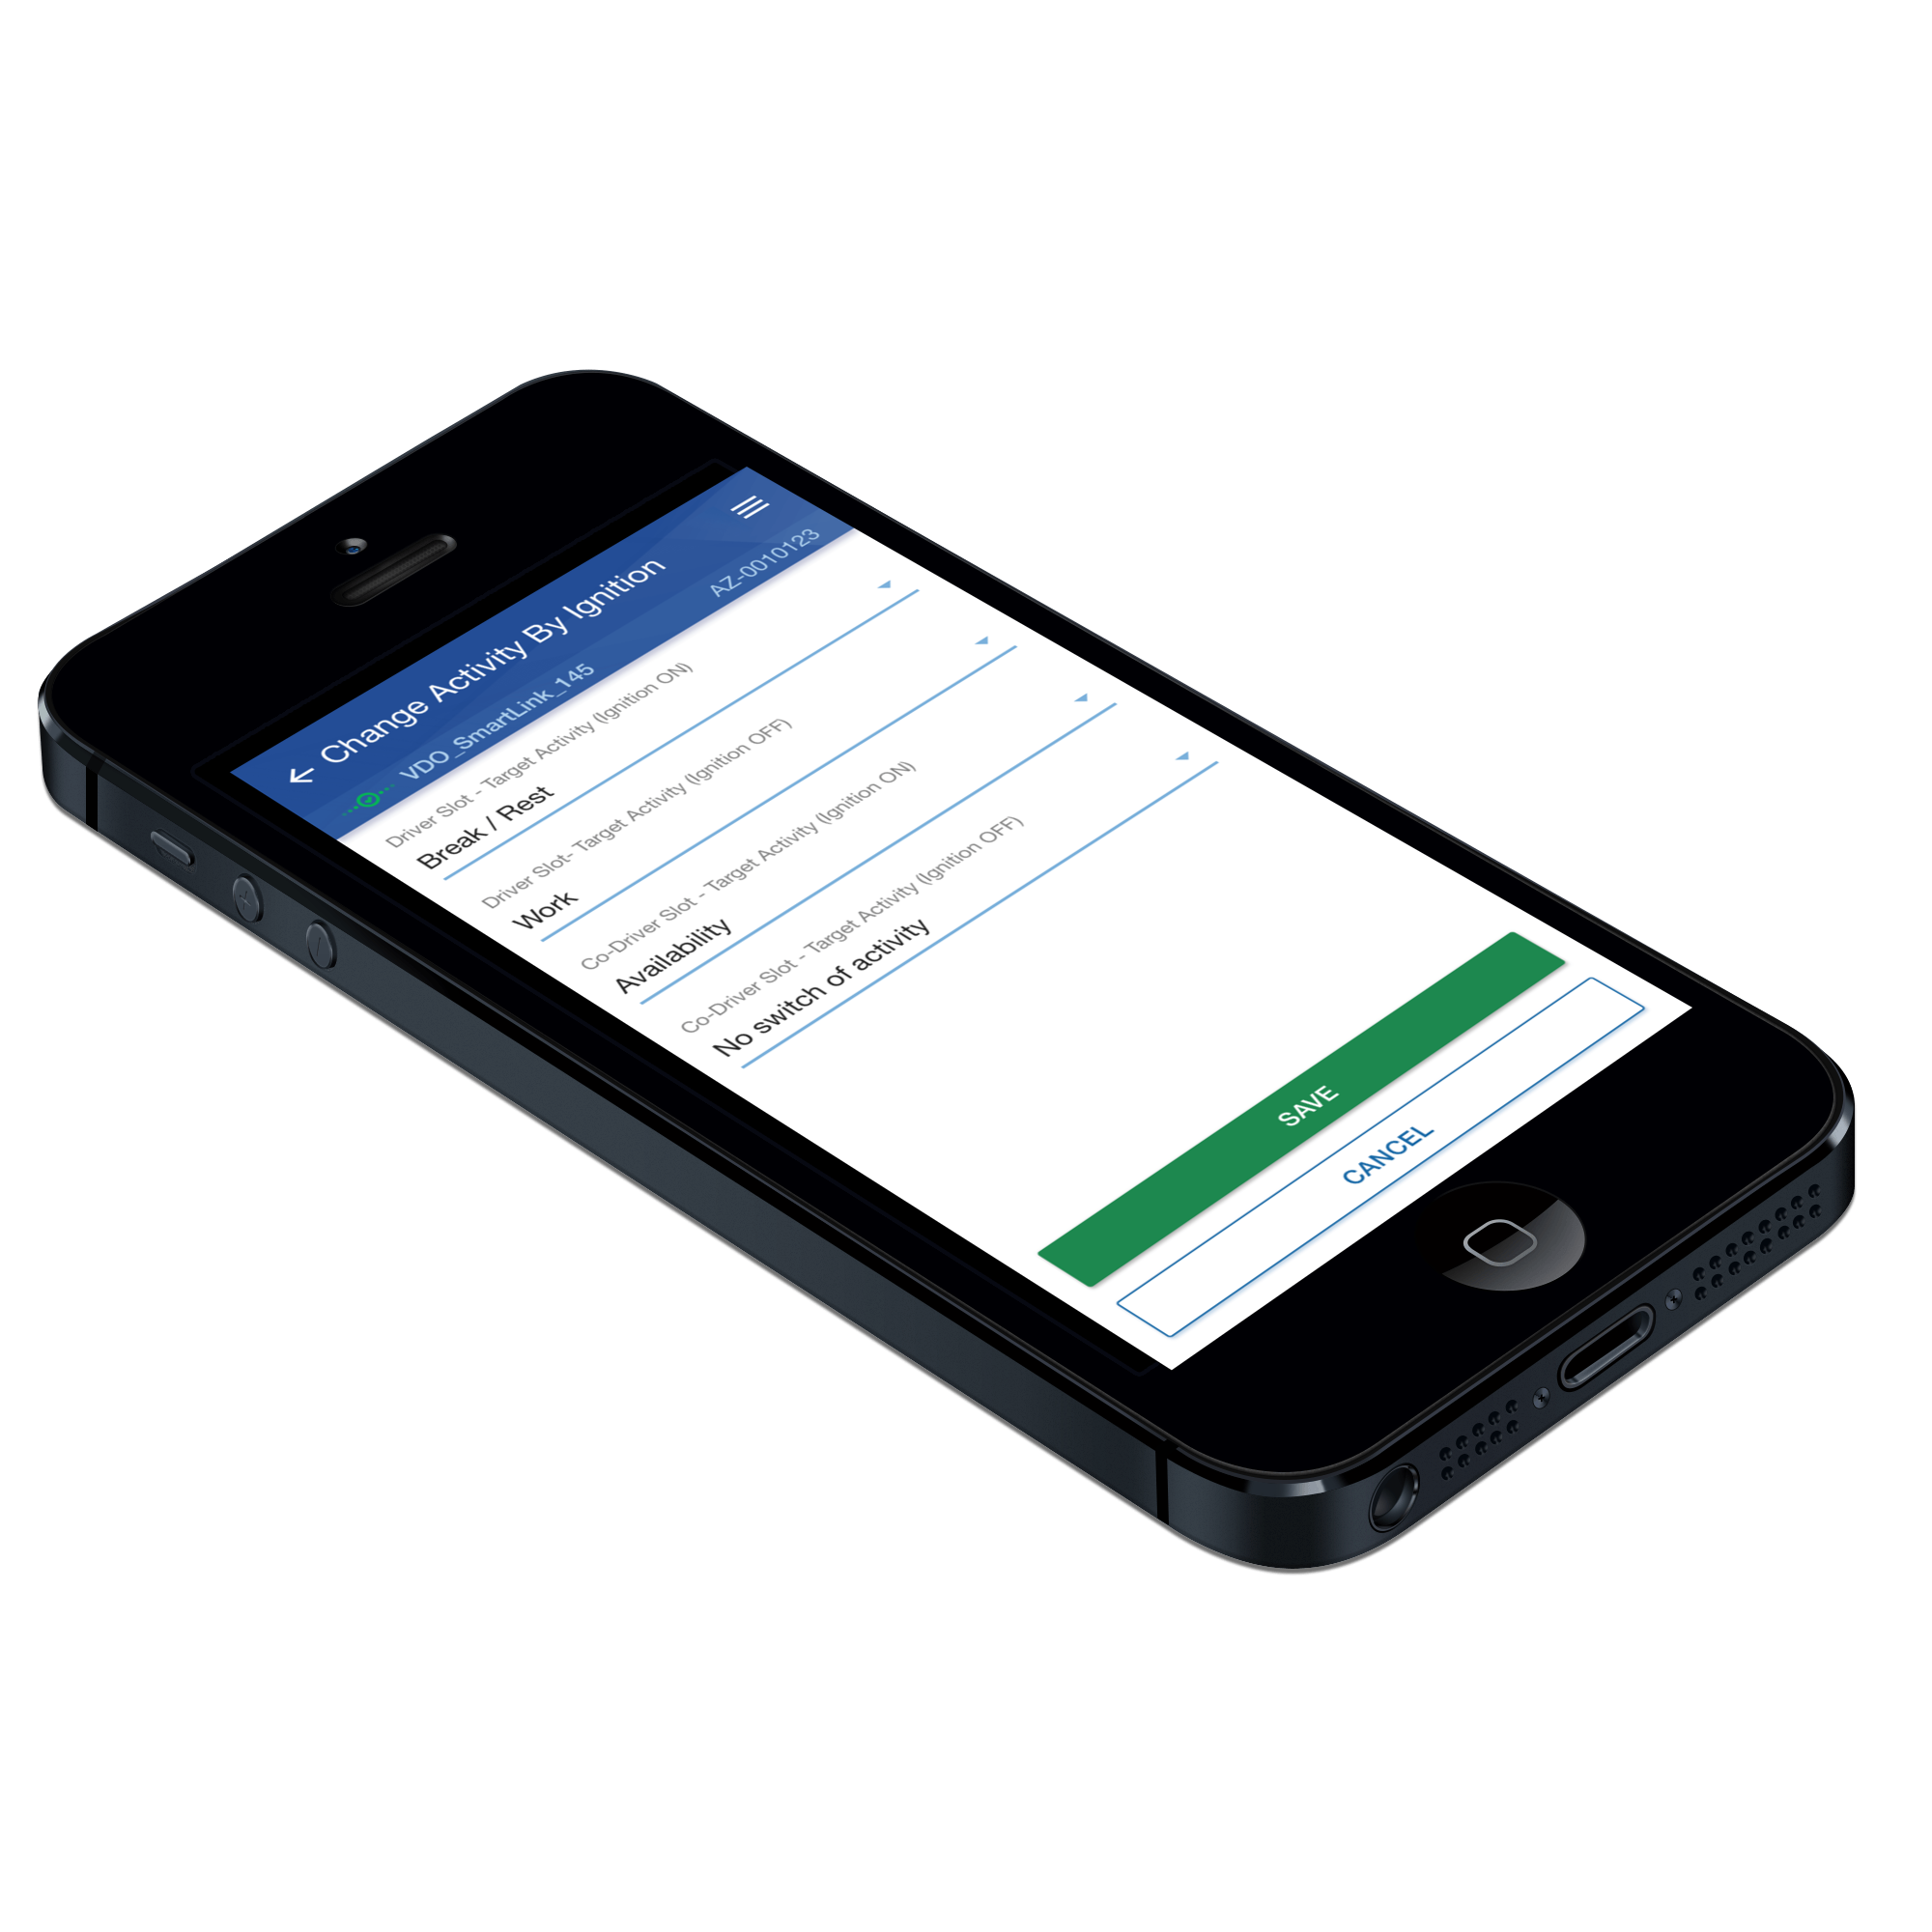 Change Activity By Ignition
VDO_SmartLink_145 AZ-0010123
Driver Slot - Target Activity (Ignition ON)
Break / Rest
Driver Slot- Target Activity (Ignition OFF)
Work
Co-Driver Slot - Target Activity (Ignition ON)
Availability
Co-Driver Slot - Target Activity (Ignition OFF)
No switch of activity
SAVE
CANCEL